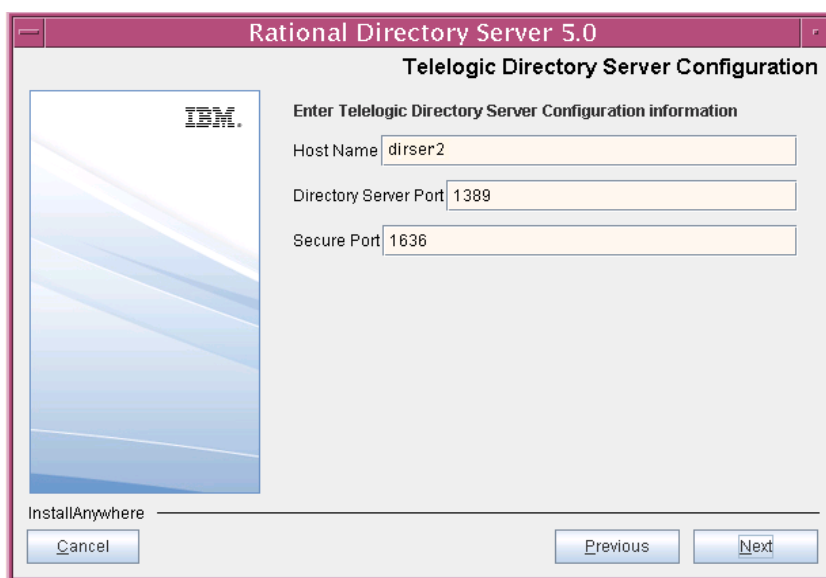 Rational Directory Server 5.0
Telelogic Directory Server Configuration
IBM.
Enter Telelogic Directory Server Configuration information
Host Name dirser2
Directory Server Port 1389
Secure Port 1636
InstallAnywhere
Cancel Previous Next